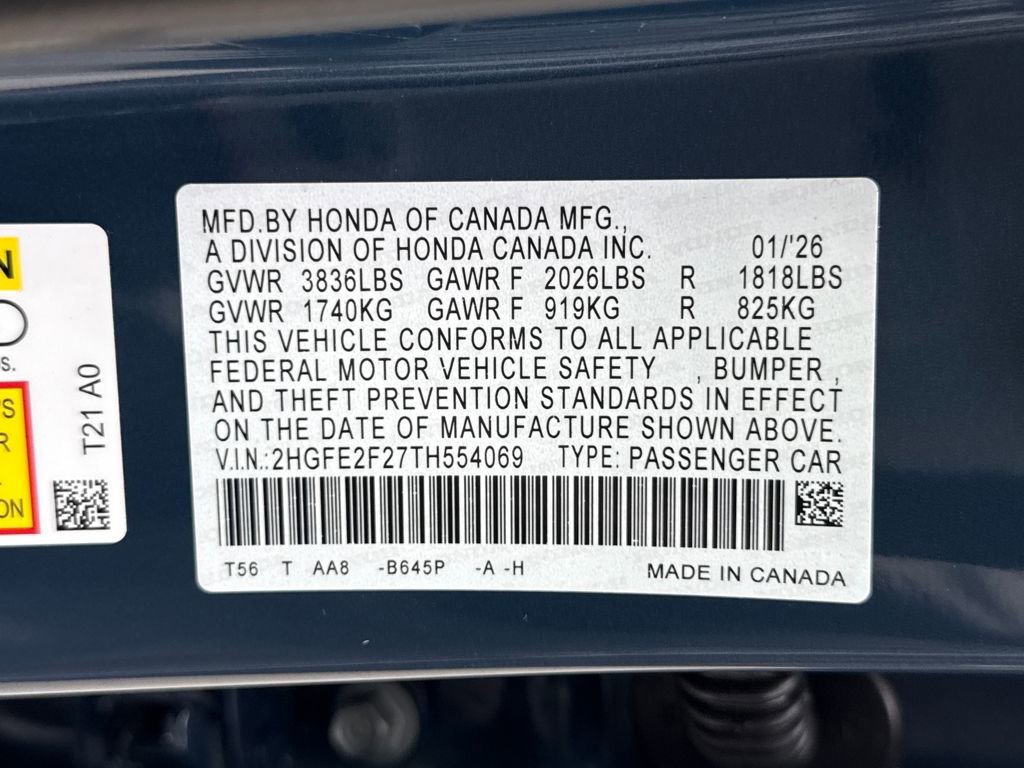 MFD.BY HONDA OF CANADA MFG.,
A DIVISION OF HONDA CANADA INC. 01/'26
GVWR 3836LBS GAWR F 2026LBS R 1818LBS
GVWR 1740KG GAWR F 919KG R 825KG
THIS VEHICLE CONFORMS TO ALL APPLICABLE
FEDERAL MOTOR VEHICLE SAFETY , BUMPER ,
AND THEFT PREVENTION STANDARDS IN EFFECT
ON THE DATE OF MANUFACTURE SHOWN ABOVE.
V.I.N.:2HGFE2F27TH554069 TYPE: PASSENGER CAR
T56 T AA8 -B645P -A -H MADE IN CANADA
T21 A0